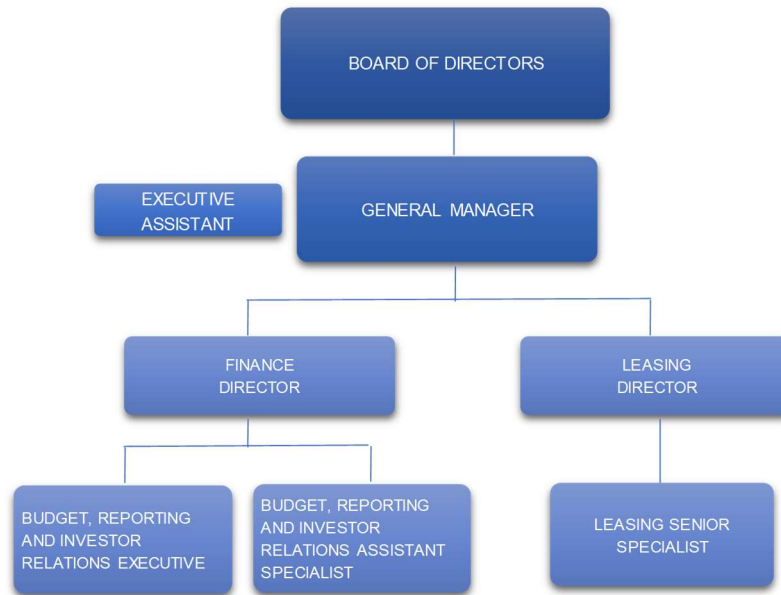 BOARD OF DIRECTORS
EXECUTIVE
ASSISTANT
GENERAL MANAGER
FINANCE
DIRECTOR
LEASING
DIRECTOR
BUDGET, REPORTING
AND INVESTOR
RELATIONS EXECUTIVE
BUDGET, REPORTING
AND INVESTOR
RELATIONS ASSISTANT
SPECIALIST
LEASING SENIOR
SPECIALIST